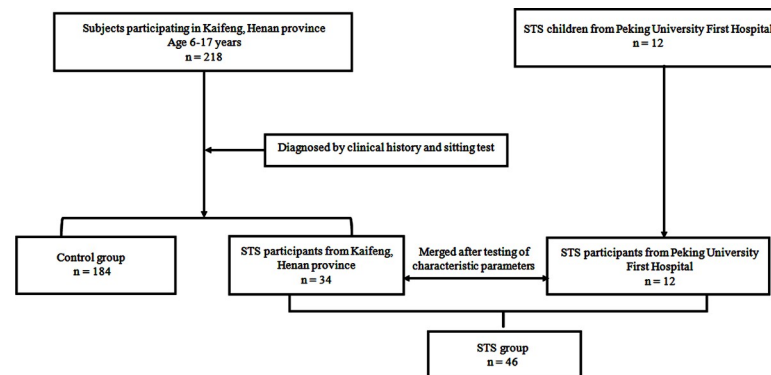 Subjects participating in Kaifeng, Henan province
Age 6-17 years
n = 218
STS children from Peking University First Hospital
n = 12
Diagnosed by clinical history and sitting test
Control group
n = 184
STS participants from Kaifeng,
Henan province
n = 34
Merged after testing of
characteristic parameters
STS participants from Peking University
First Hospital
n = 12
STS group
n = 46